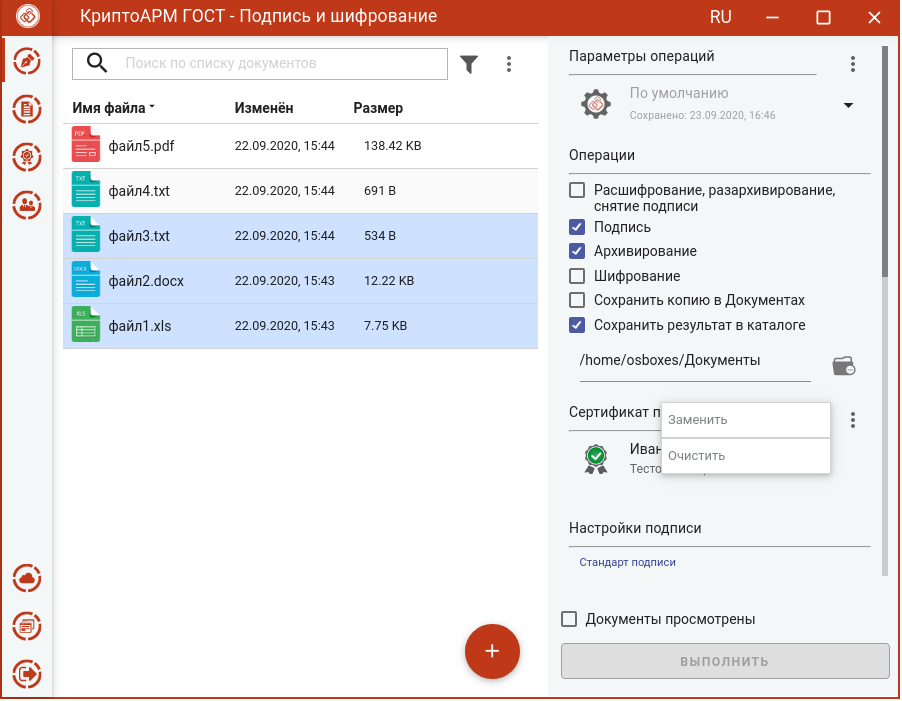 КриптоАРМ ГОСТ - Подпись и шифрование
RU
Поиск по списку документов
Имя файла
Изменён
Размер
PDF
файл5.pdf
22.09.2020, 15:44
138.42 KB
TXT
файл4.txt
22.09.2020, 15:44
691 B
TXT
файл3.txt
22.09.2020, 15:44
534 B
DOCX
файл2.docx
22.09.2020, 15:43
12.22 KB
XLS
файл1.xls
22.09.2020, 15:43
7.75 KB
Параметры операций
По умолчанию
Сохранено: 23.09.2020, 16:46
Операции
Расшифрование, разархивирование,
снятие подписи
Подпись
Архивирование
Шифрование
Сохранить копию в Документах
Сохранить результат в каталоге
/home/osboxes/Документы
Сертификат п
Заменить
Очистить
Иван
Тесто
Настройки подписи
Стандарт подписи
Документы просмотрены
ВЫПОЛНИТЬ